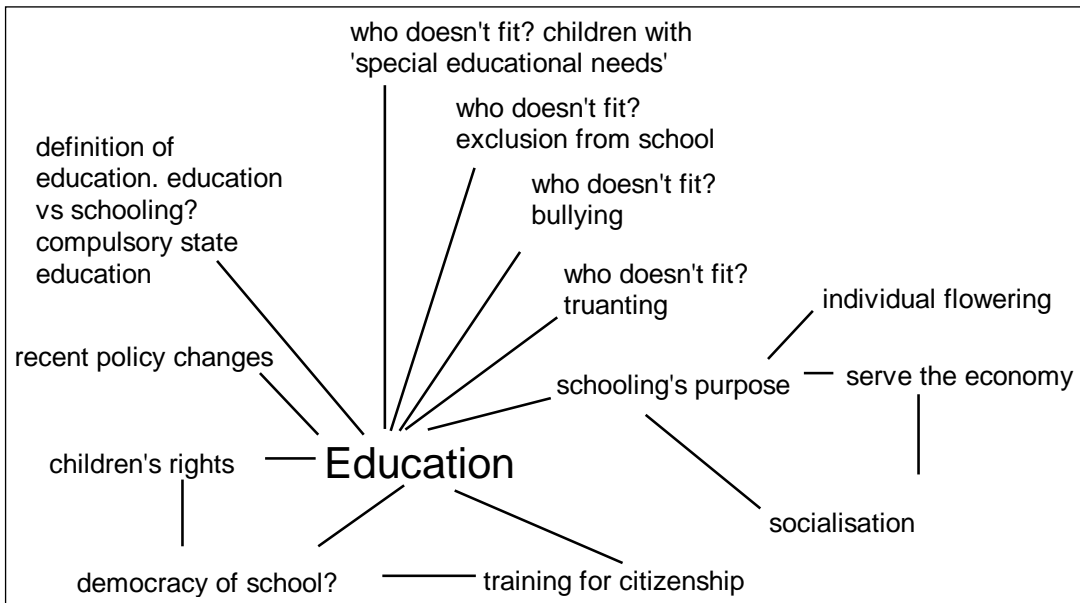 who doesn't fit? children with
'special educational needs'
who doesn't fit?
exclusion from school
definition of
education. education
vs schooling?
compulsory state
education
who doesn't fit?
bullying
who doesn't fit?
truanting
individual flowering
recent policy changes
schooling's purpose
serve the economy
children's rights
Education
socialisation
democracy of school?
training for citizenship